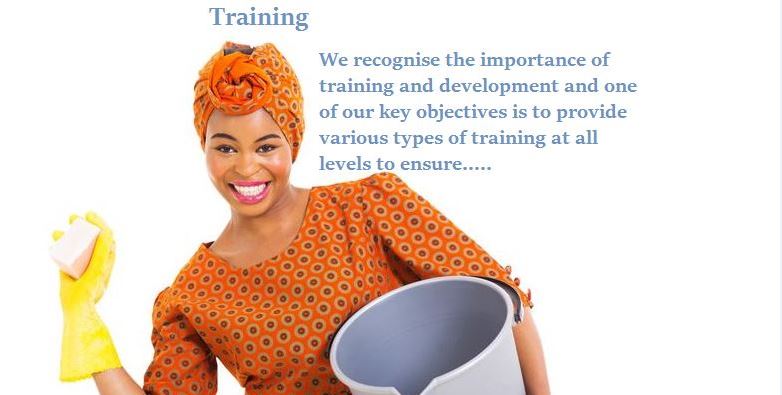 Training
We recognise the importance of
training and development and one
of our key objectives is to provide
various types of training at all
levels to ensure.....